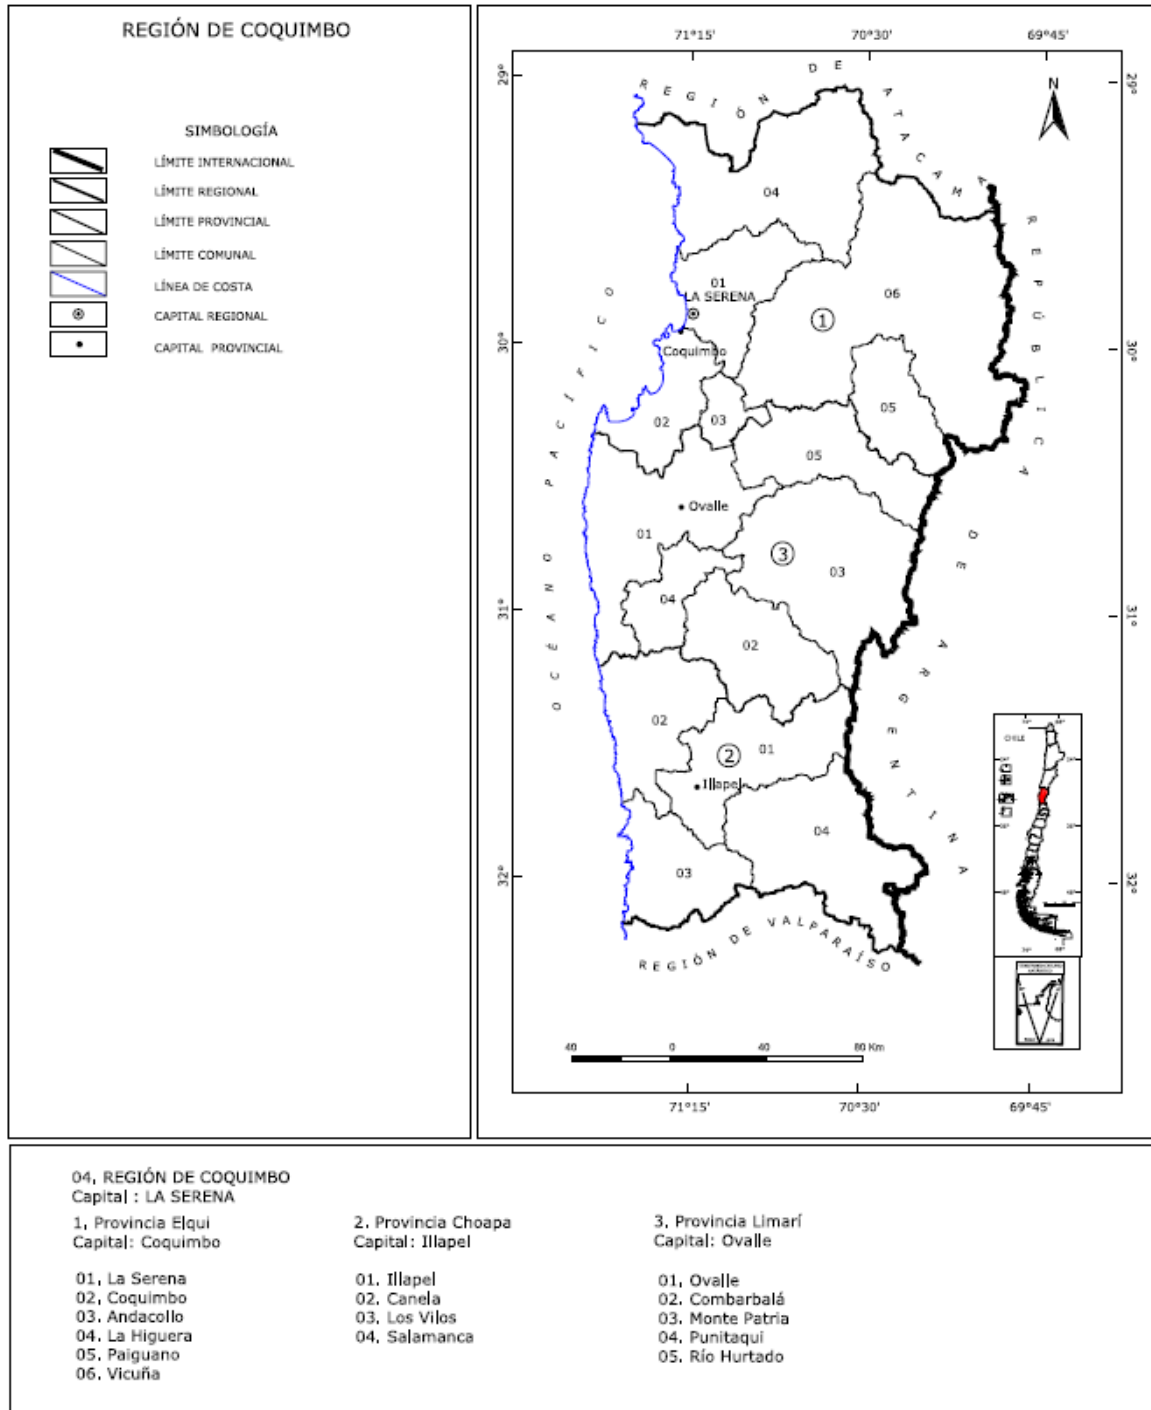 REGIÓN DE COQUIMBO
SIMBOLOGÍA
LÍMITE INTERNACIONAL
LÍMITE REGIONAL
LÍMITE PROVINCIAL
LÍMITE COMUNAL
LÍNEA DE COSTA
CAPITAL REGIONAL
CAPITAL PROVINCIAL
71°15' 70°30' 69°45'
29° 29°
REGIÓN DE ATACAMA
N
04
01
LA SERENA
06
1
REPÚBLICA DE ARGENTINA
OCÉANO PACÍFICO
30° 30°
Coquimbo
02
03
05
05
Ovalle
01
3
03
04
31° 31°
02
02
2
01
Illapel
04
03
32° 32°
REGIÓN DE VALPARAÍSO
CHILE
40 0 40 80 Km
71°15' 70°30' 69°45'
04, REGIÓN DE COQUIMBO
Capital : LA SERENA
1, Provincia Elqui
Capital: Coquimbo
01, La Serena
02, Coquimbo
03. Andacollo
04. La Higuera
05. Paiguano
06. Vicuña
2. Provincia Choapa
Capital: Illapel
01. Illapel
02. Canela
03. Los Vilos
04. Salamanca
3. Provincia Limarí
Capital: Ovalle
01, Ovalle
02. Combarbalá
03. Monte Patria
04. Punitaqui
05. Río Hurtado